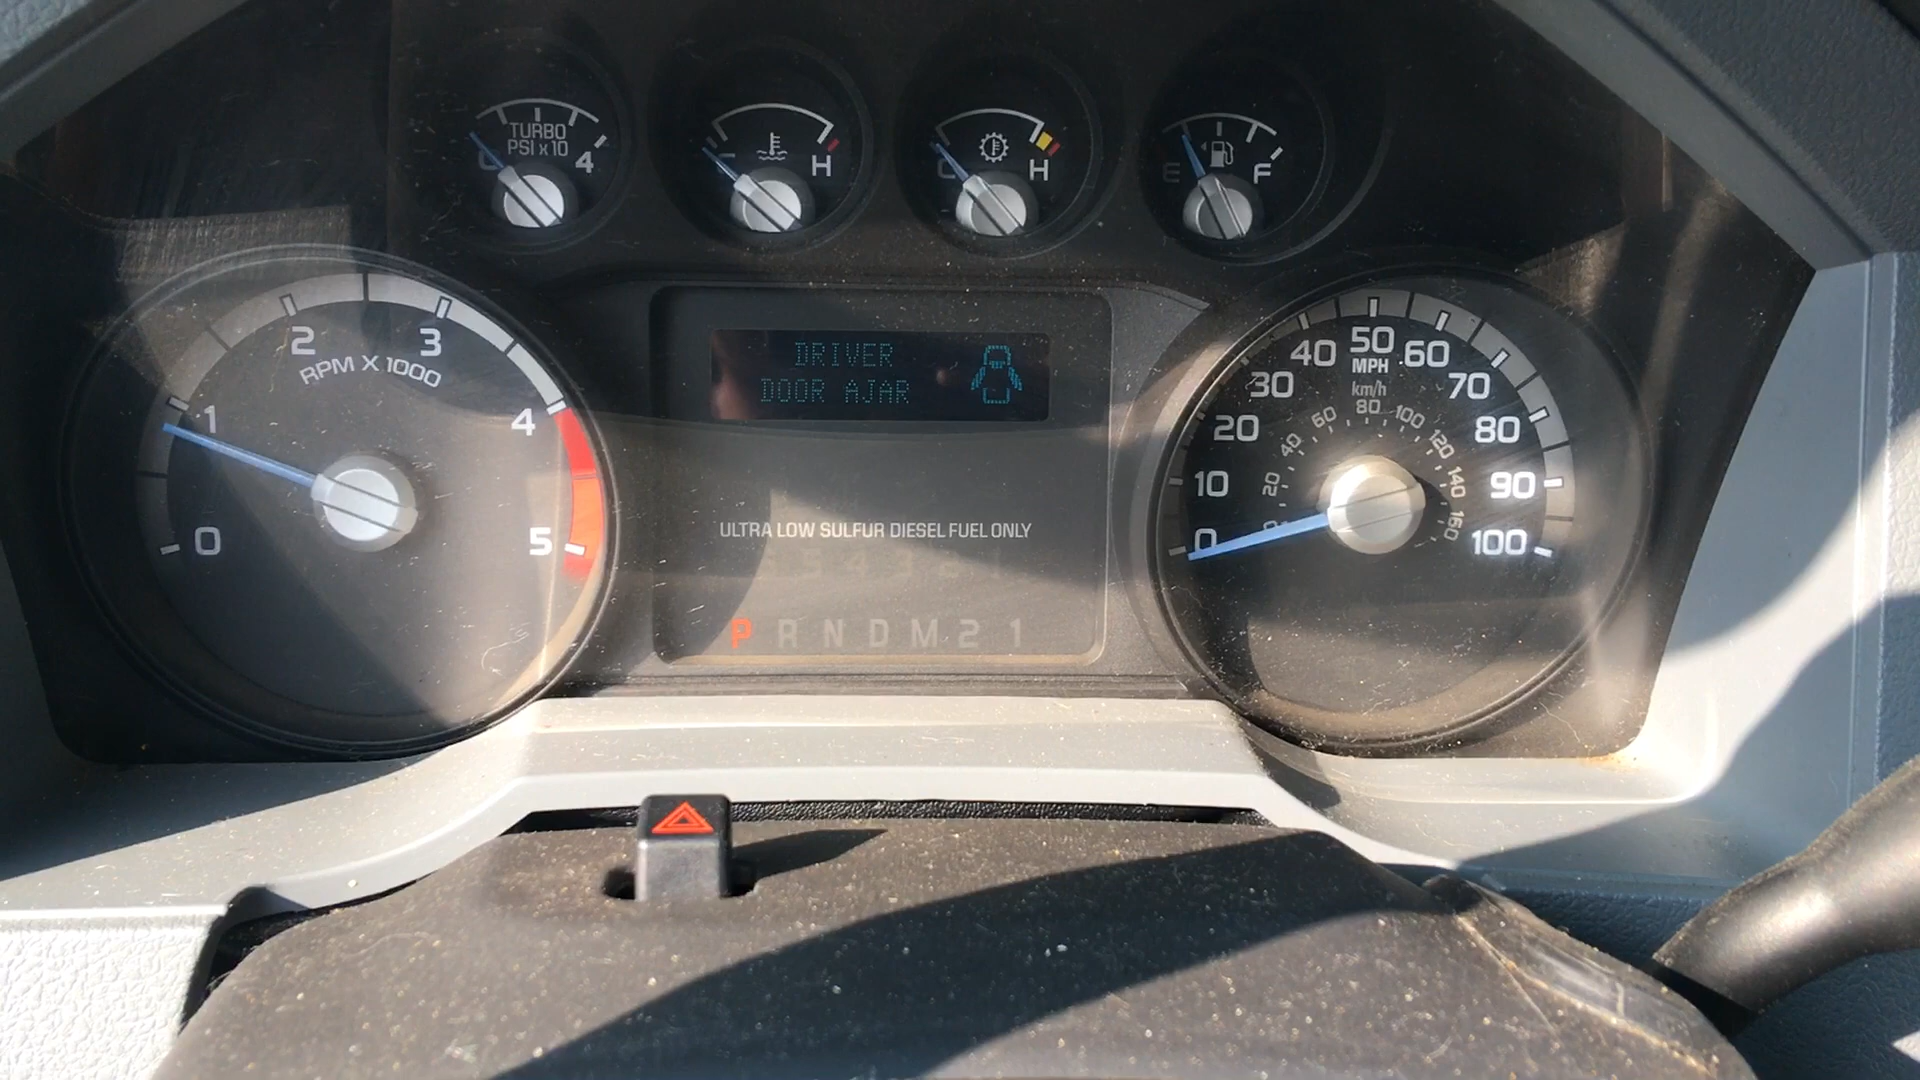 TURBO
PSI x 10
4
H
C
H
E
F
0
1
2
3
4
5
RPM X 1000
DRIVER
DOOR AJAR
ULTRA LOW SULFUR DIESEL FUEL ONLY
P R N D M 2 1
0
10
20
30
40
50
60
70
80
90
100
MPH
km/h
0
20
40
60
80
100
120
140
160